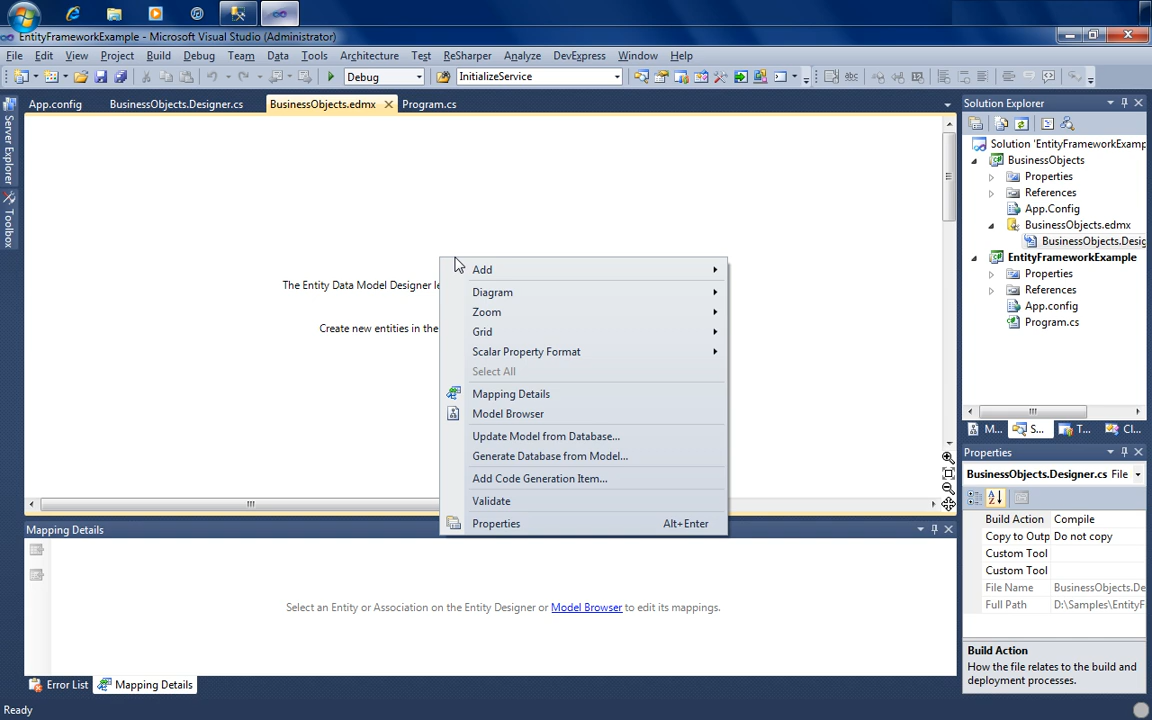 EntityFrameworkExample - Microsoft Visual Studio (Administrator)
File Edit View Project Build Debug Team Data Tools Architecture Test ReSharper Analyze DevExpress Window Help
Debug InitializeService
App.config BusinessObjects.Designer.cs BusinessObjects.edmx Program.cs
Server Explorer
Toolbox
The Entity Data Model Designer
Create new entities in the
Add
Diagram
Zoom
Grid
Scalar Property Format
Select All
Mapping Details
Model Browser
Update Model from Database...
Generate Database from Model...
Add Code Generation Item...
Validate
Properties Alt+Enter
Mapping Details
Select an Entity or Association on the Entity Designer or Model Browser to edit its mappings.
Error List Mapping Details
Ready
Solution Explorer
Solution 'EntityFrameworkExamp
BusinessObjects
Properties
References
App.Config
BusinessObjects.edmx
BusinessObjects.Desig
EntityFrameworkExample
Properties
References
App.config
Program.cs
M... S... T... Cl...
Properties
BusinessObjects.Designer.cs File
Build Action Compile
Copy to Outp Do not copy
Custom Tool
Custom Tool
File Name BusinessObjects.De
Full Path D:\Samples\EntityF
Build Action
How the file relates to the build and
deployment processes.